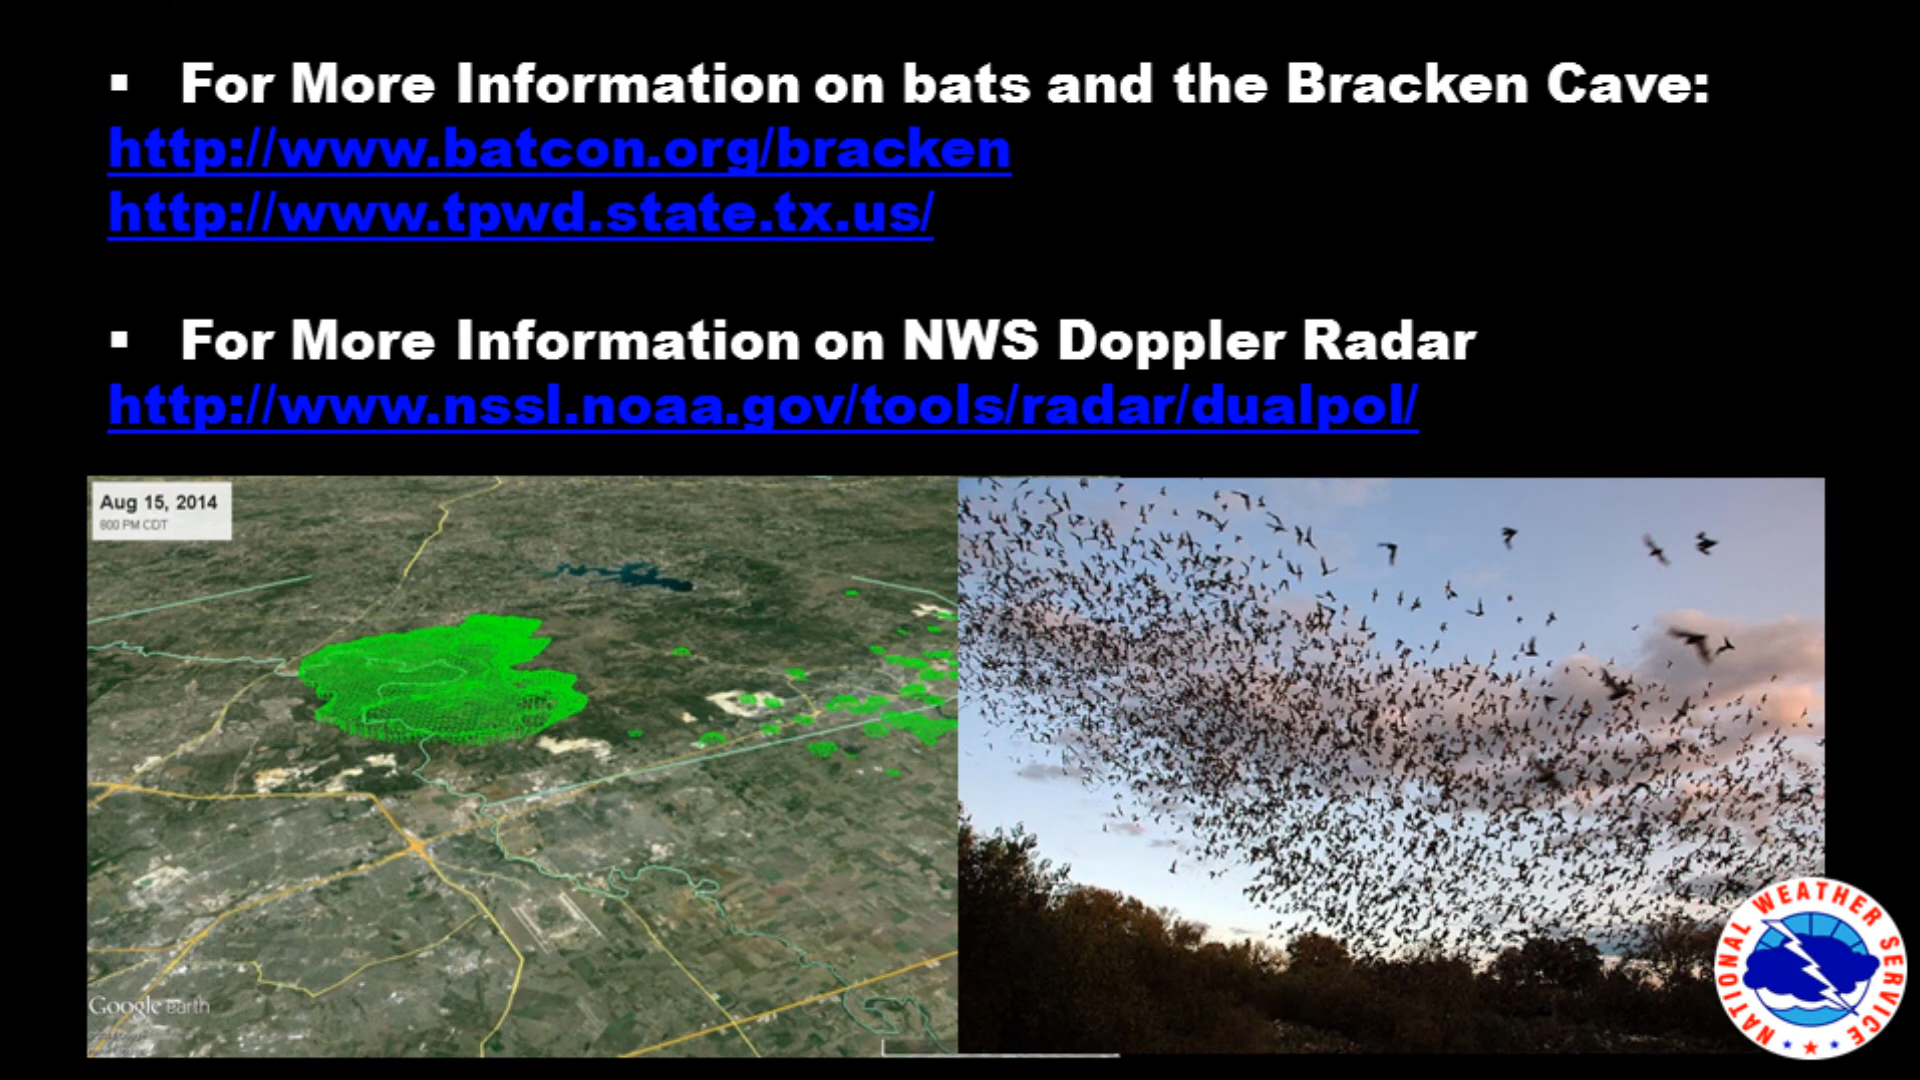 ▪ For More Information on bats and the Bracken Cave:
http://www.batcon.org/bracken
http://www.tpwd.state.tx.us/
▪ For More Information on NWS Doppler Radar
http://www.nssl.noaa.gov/tools/radar/dualpol/
Aug 15, 2014
800 PM CDT
Google earth
NATIONAL WEATHER SERVICE